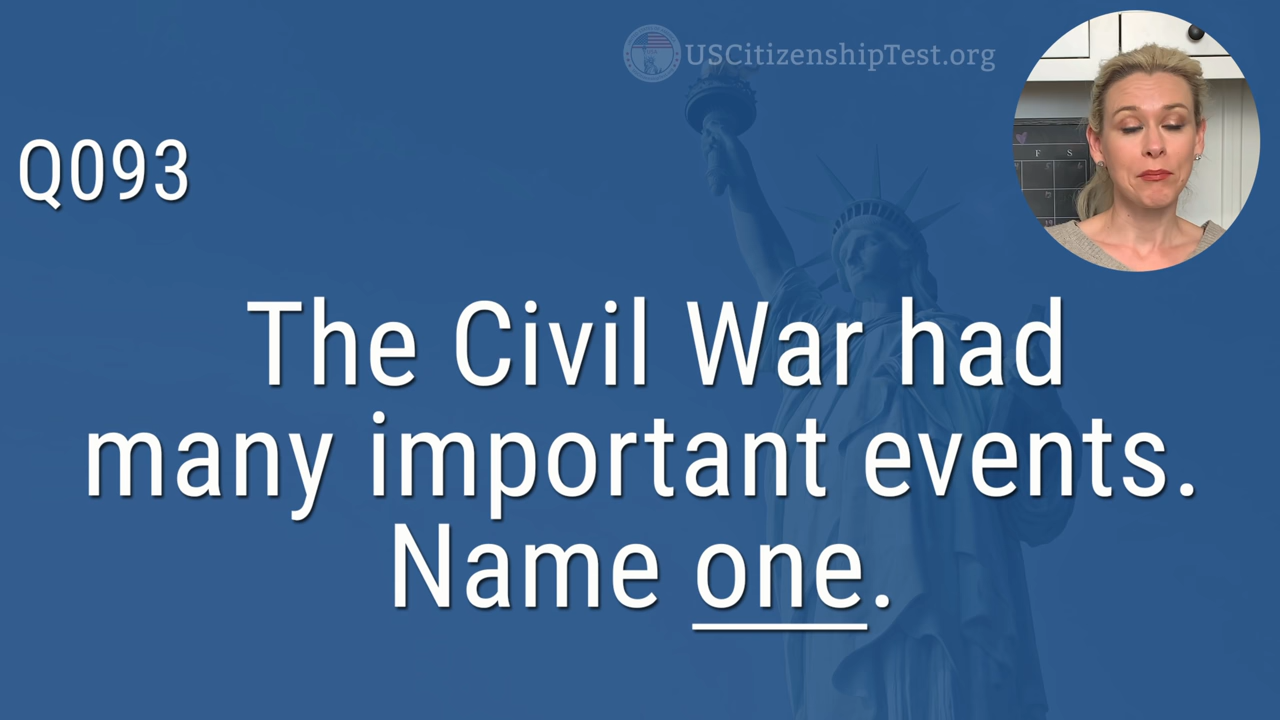 USCitizenshipTest.org
Q093
F S
The Civil War had
many important events.
Name one.